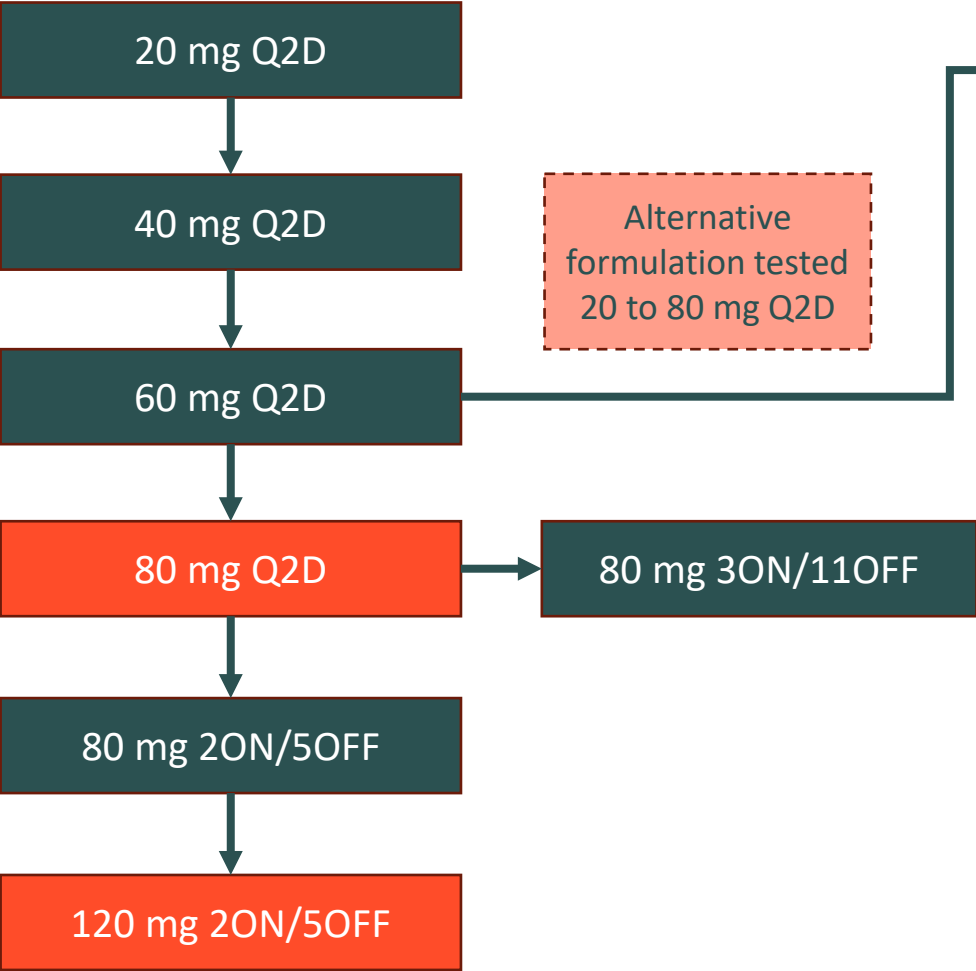 20 mg Q2D
40 mg Q2D
Alternative
formulation tested
20 to 80 mg Q2D
60 mg Q2D
80 mg Q2D
80 mg 3ON/11OFF
80 mg 2ON/5OFF
120 mg 2ON/5OFF